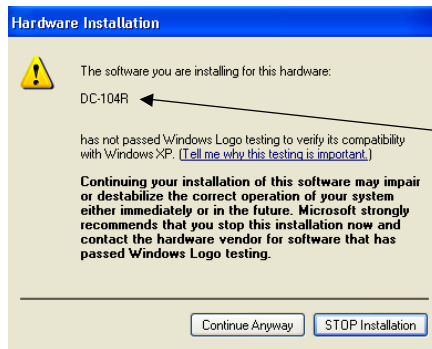 Hardware Installation
The software you are installing for this hardware:
DC-104R
has not passed Windows Logo testing to verify its compatibility
with Windows XP. (Tell me why this testing is important.)
Continuing your installation of this software may impair
or destabilize the correct operation of your system
either immediately or in the future. Microsoft strongly
recommends that you stop this installation now and
contact the hardware vendor for software that has
passed Windows Logo testing.
Continue Anyway
STOP Installation